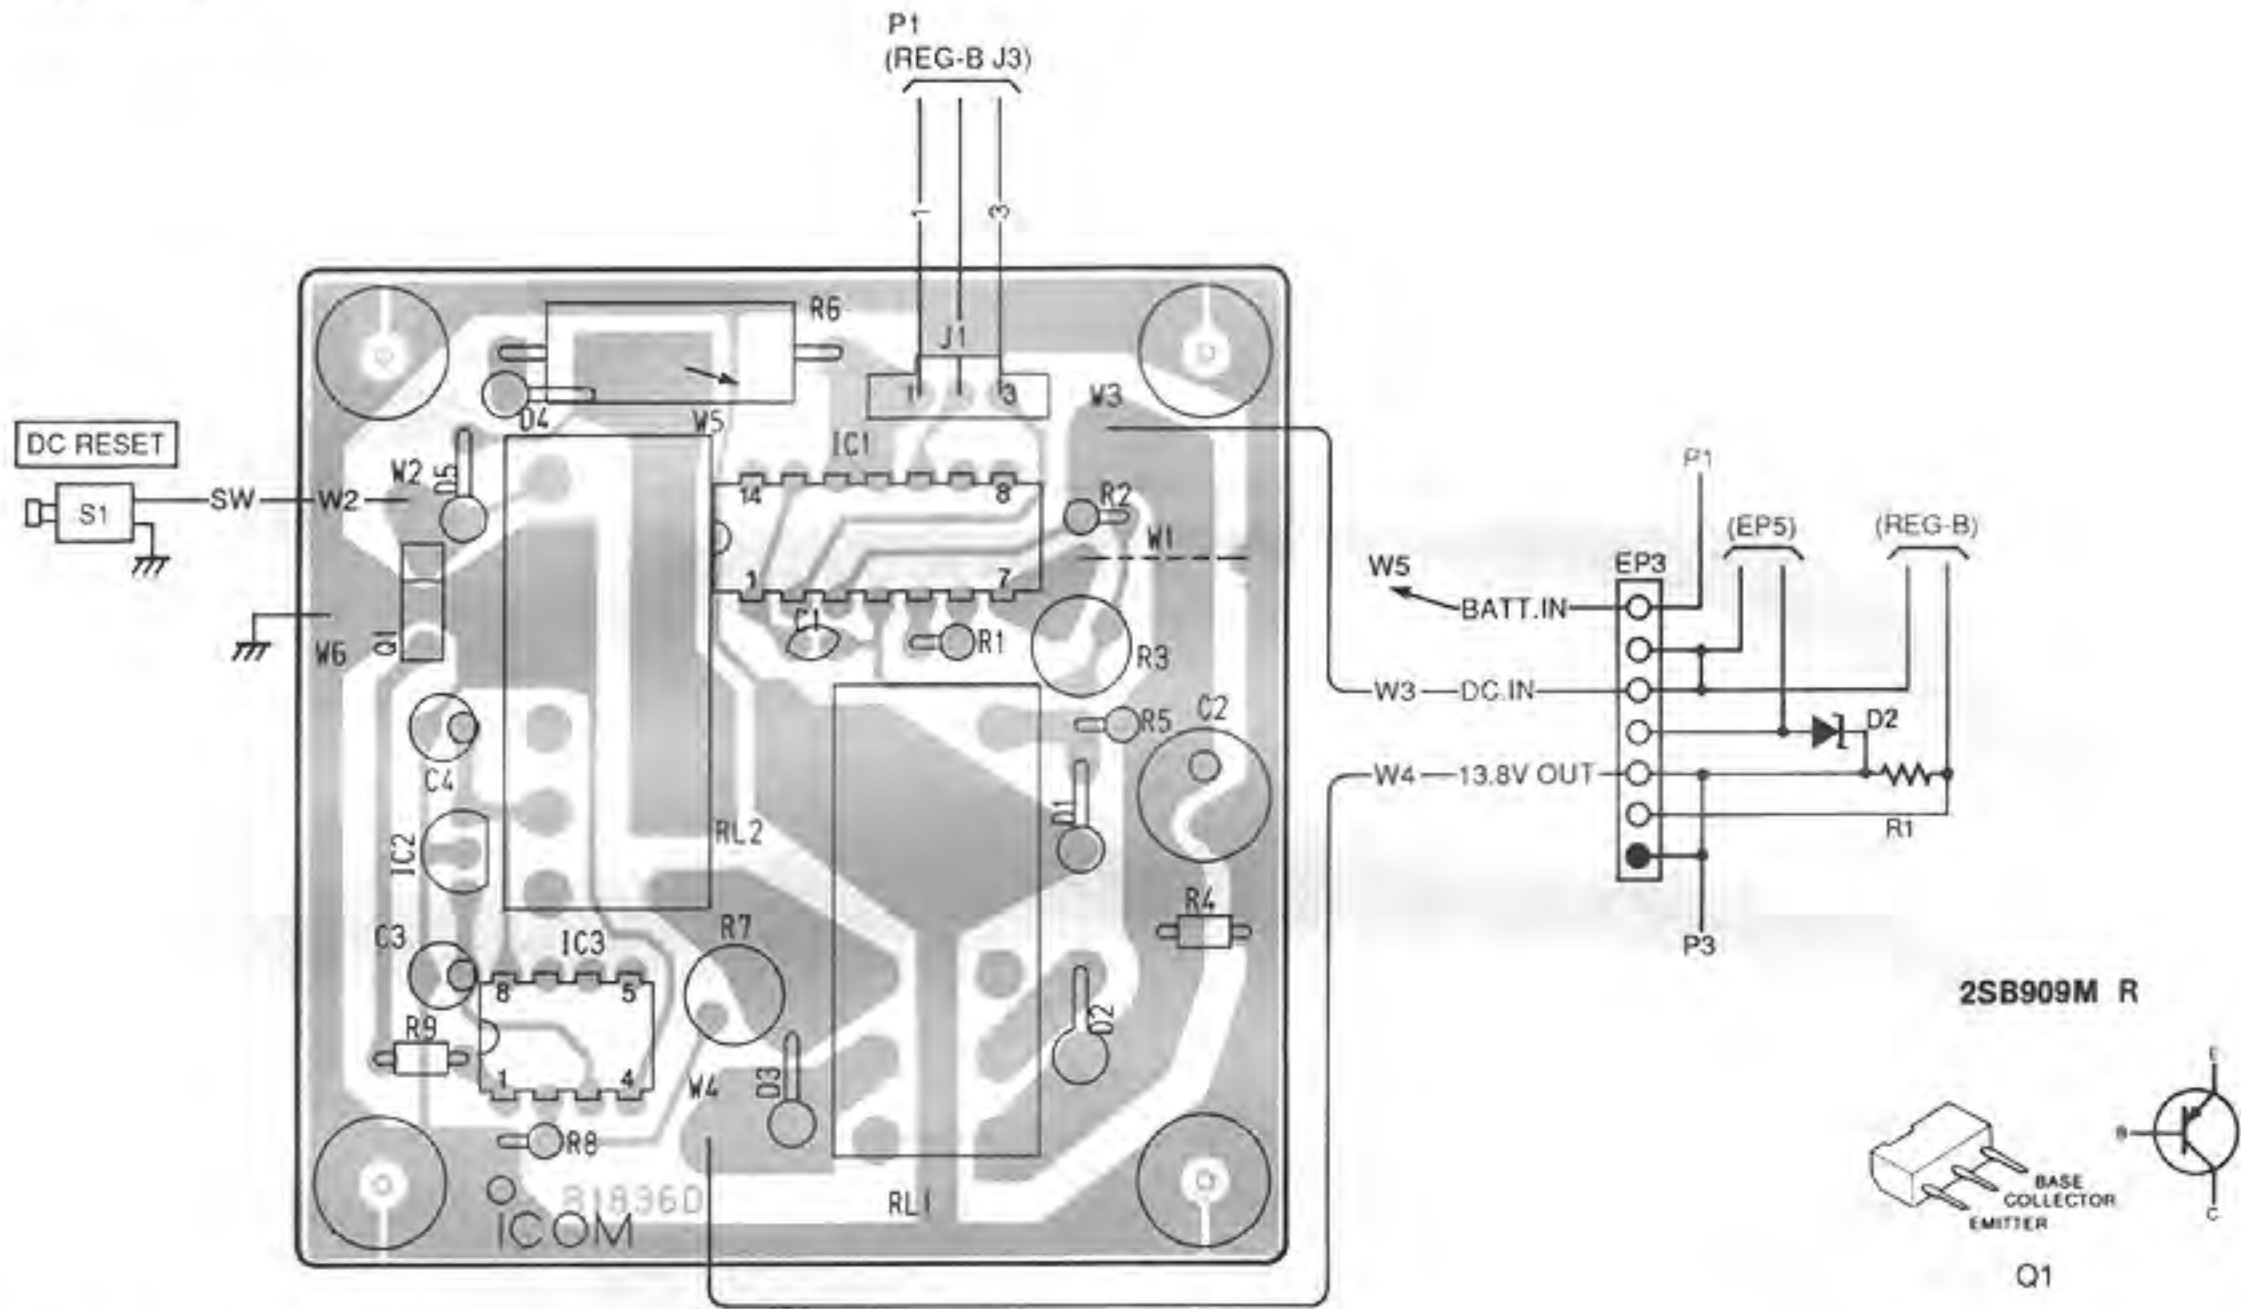 P1
(REG-B J3)
1
3
R6
J1
1
3
W3
D4
W5
IC1
DC RESET
S1
SW
W2
W2
D5
14
8
R2
W1
1
7
C1
R1
R3
W6
Q1
R5
C2
C4
RL2
IC2
D1
R4
C3
IC3
R7
8
5
R9
1
4
W4
D3
D2
R8
B1836D
ICOM
RL1
P1
(EP5)
(REG-B)
EP3
W5
BATT.IN
W3
DC.IN
D2
W4
13.8V OUT
R1
P3
2SB909M R
E
B
C
BASE
COLLECTOR
EMITTER
Q1